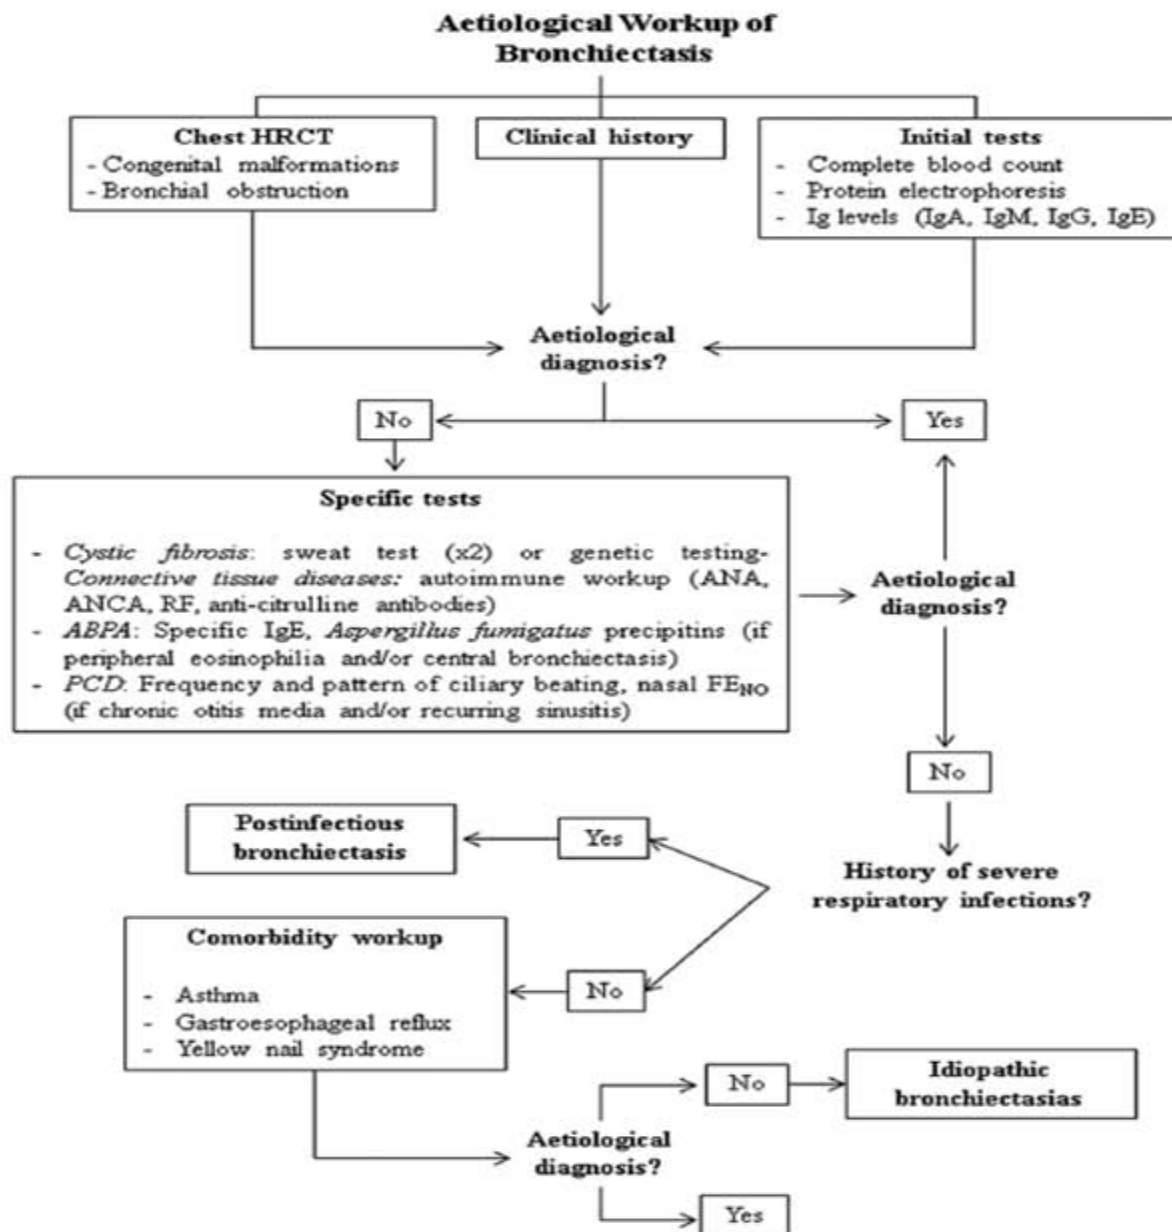 Aetiological Workup of
Bronchiectasis
Chest HRCT
- Congenital malformations
- Bronchial obstruction
Clinical history
Initial tests
- Complete blood count
- Protein electrophoresis
- Ig levels (IgA, IgM, IgG, IgE)
Aetiological
diagnosis?
No
Yes
Specific tests
- Cystic fibrosis: sweat test (x2) or genetic testing-
Connective tissue diseases: autoimmune workup (ANA,
ANCA, RF, anti-citrulline antibodies)
- ABPA: Specific IgE, Aspergillus fumigatus precipitins (if
peripheral eosinophilia and/or central bronchiectasis)
- PCD: Frequency and pattern of ciliary beating, nasal FENO
(if chronic otitis media and/or recurring sinusitis)
Aetiological
diagnosis?
No
History of severe
respiratory infections?
Yes
Postinfectious
bronchiectasis
No
Comorbidity workup
- Asthma
- Gastroesophageal reflux
- Yellow nail syndrome
Aetiological
diagnosis?
No
Idiopathic
bronchiectasias
Yes